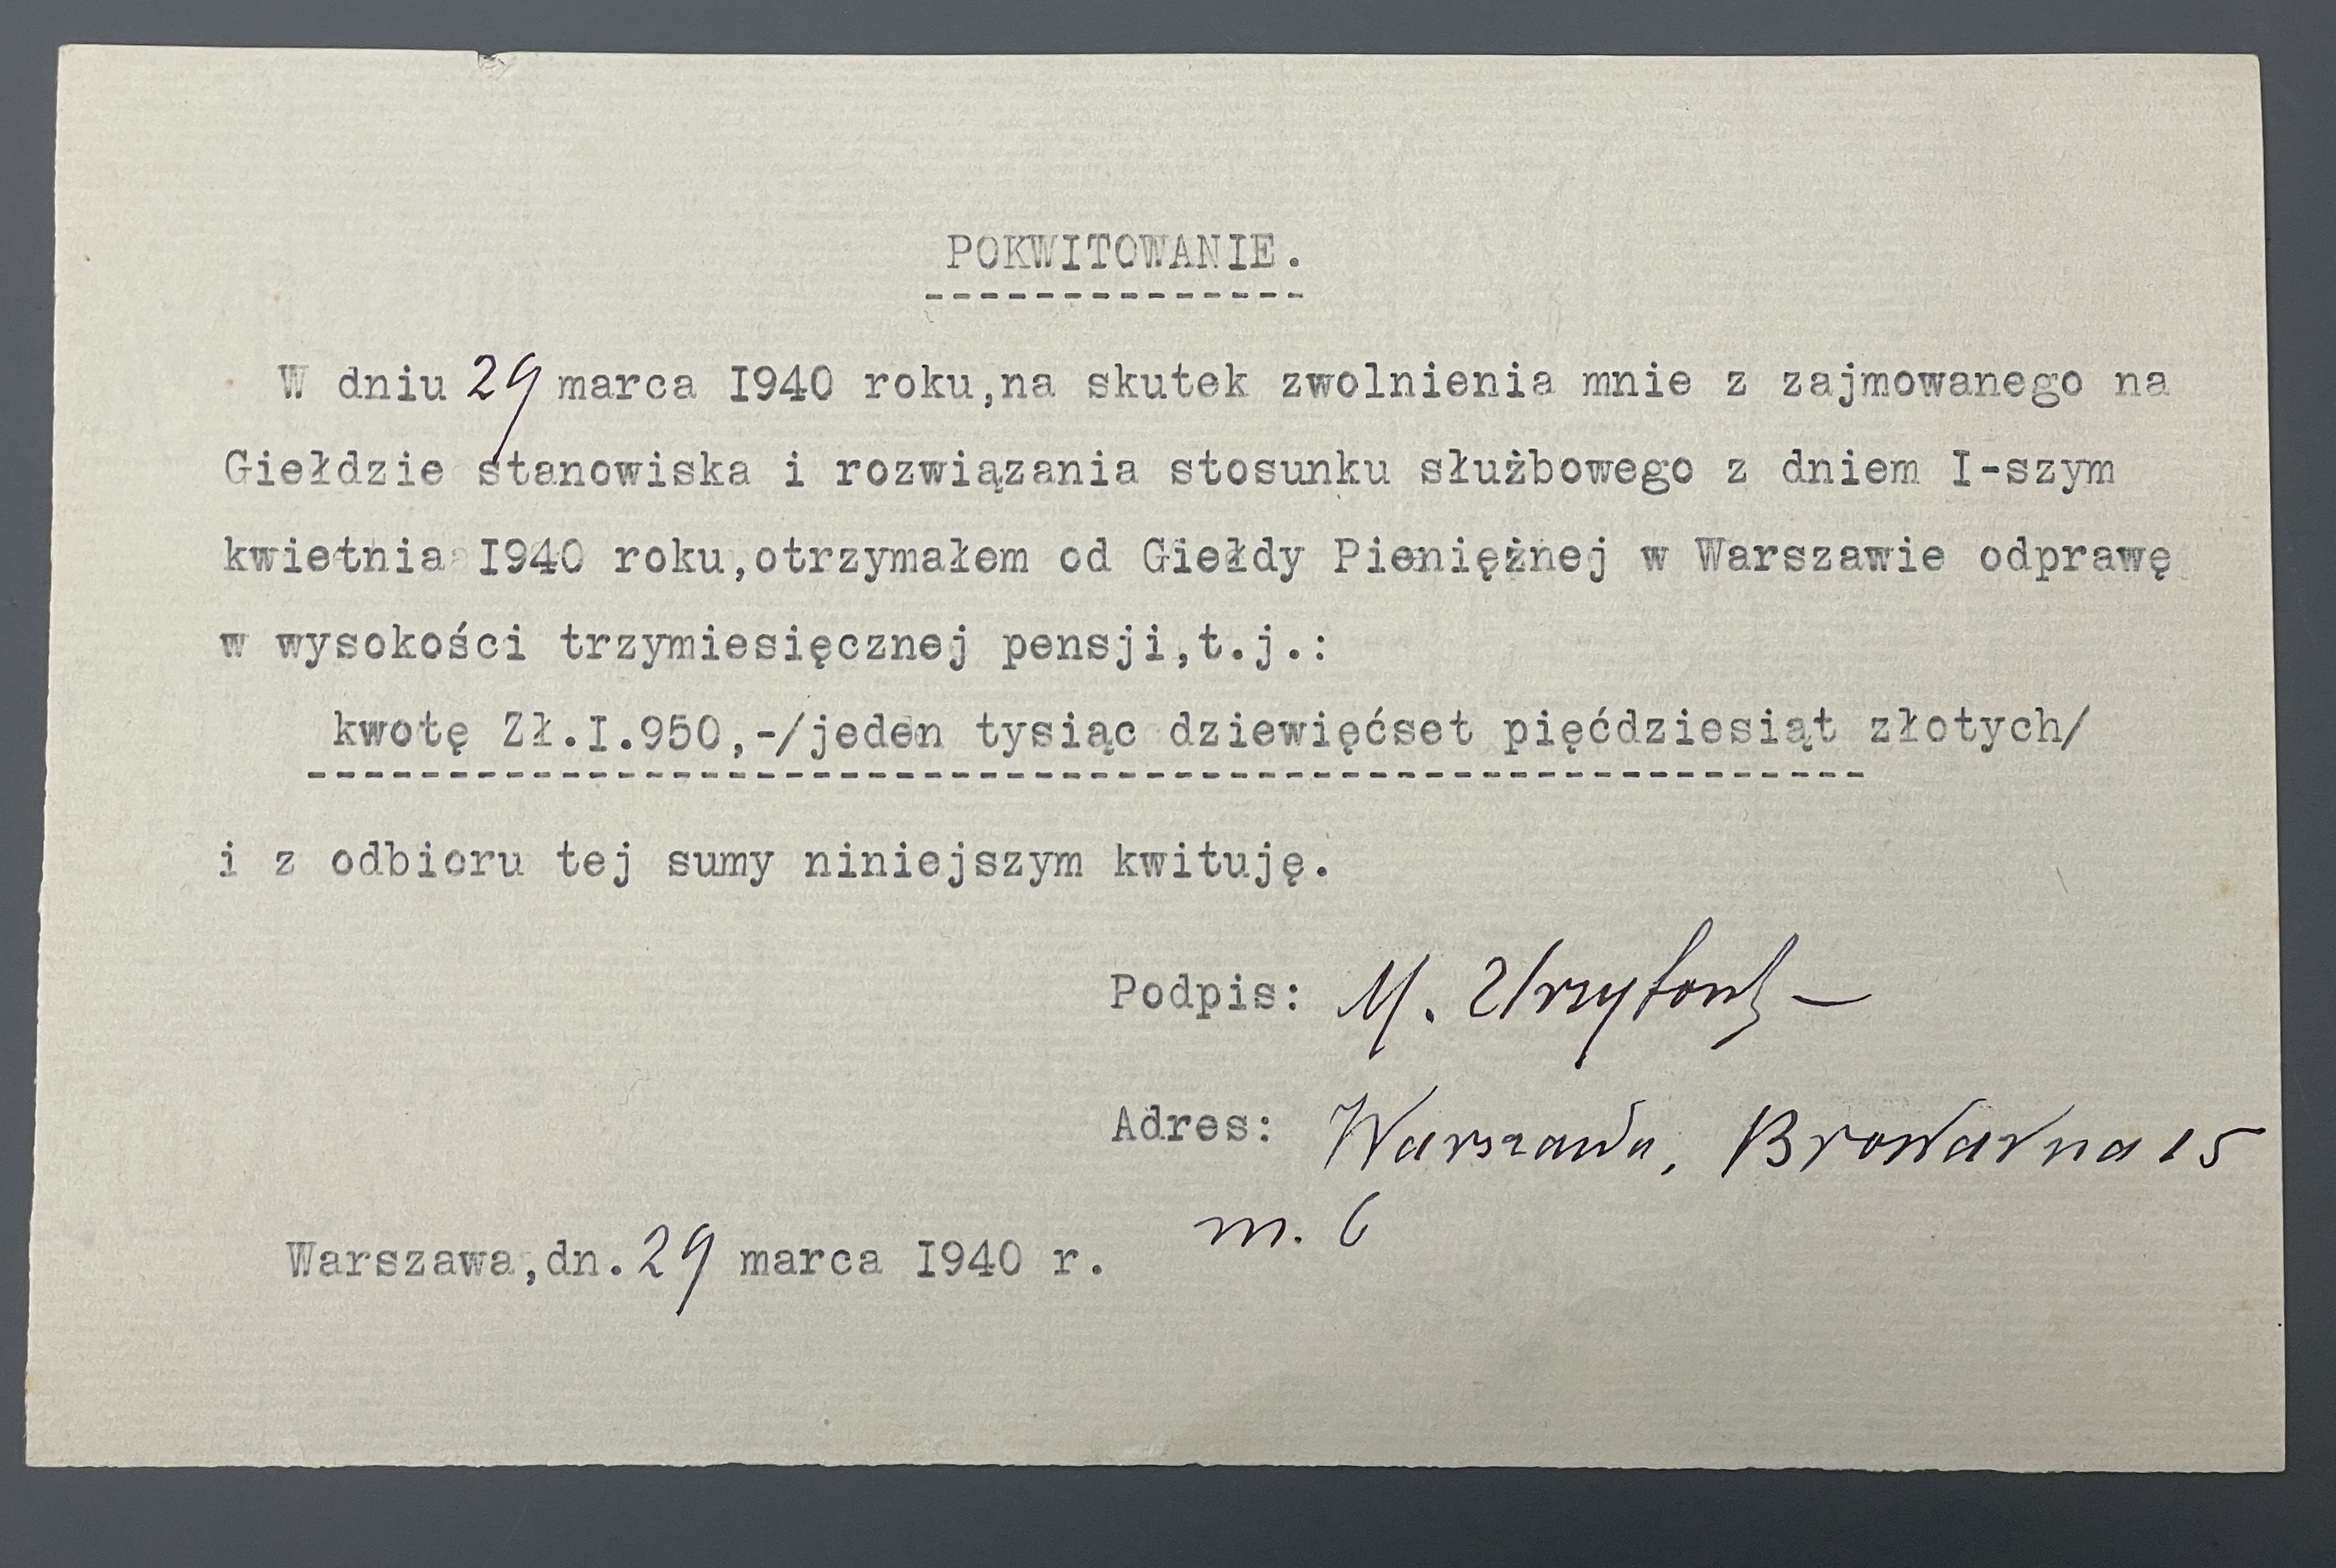 POKWITOWANIE.
W dniu 29 marca I940 roku,na skutek zwolnienia mnie z zajmowanego na
Giełdzie stanowiska i rozwiązania stosunku służbowego z dniem I-szym
kwietnia I940 roku,otrzymałem od Giełdy Pieniężnej w Warszawie odprawę
w wysokości trzymiesięcznej pensji,t.j.:
kwotę Zł.I.950,-/jeden tysiąc dziewięćset pięćdziesiąt złotych/
i z odbioru tej sumy niniejszym kwituję.
Podpis: M.
Adres: Warszawa, Browarna 15
m. 6
Warszawa,dn.29 marca I940 r.